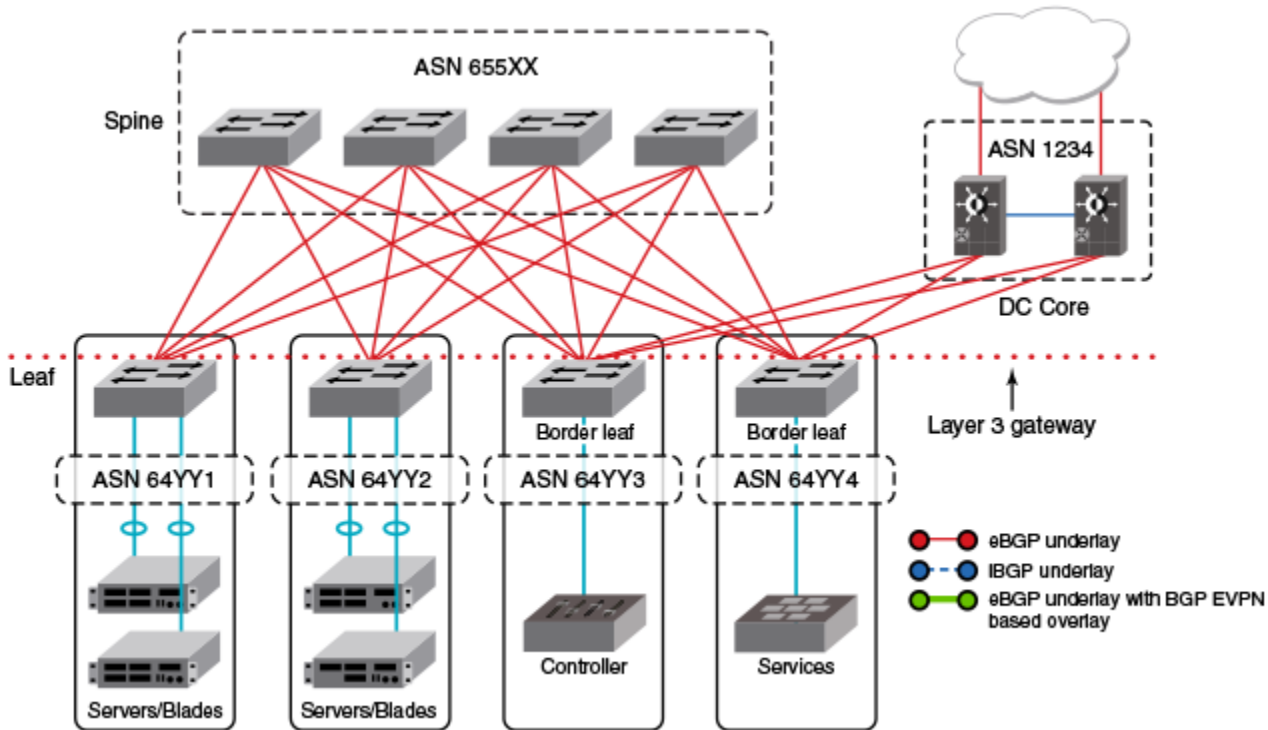 ASN 655XX
Spine
ASN 1234
DC Core
Leaf
Layer 3 gateway
Border leaf
Border leaf
ASN 64YY1
ASN 64YY2
ASN 64YY3
ASN 64YY4
eBGP underlay
IBGP underlay
eBGP underlay with BGP EVPN
based overlay
Controller
Services
Servers/Blades
Servers/Blades